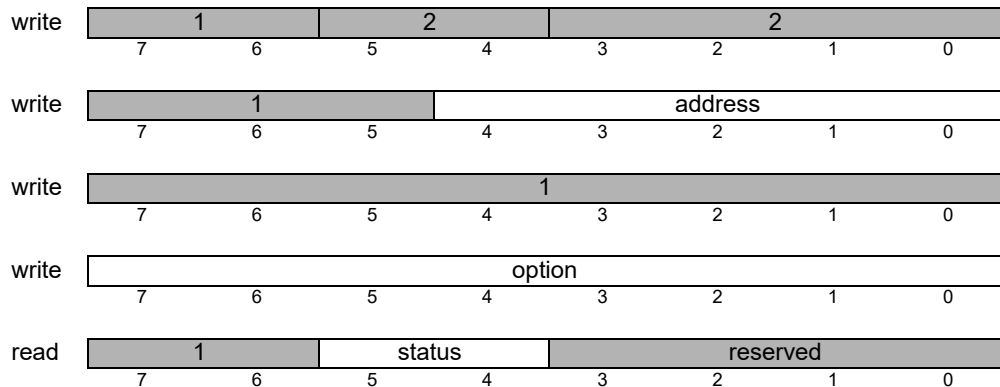 write 1 2 2
7 6 5 4 3 2 1 0
write 1 address
7 6 5 4 3 2 1 0
write 1
7 6 5 4 3 2 1 0
write option
7 6 5 4 3 2 1 0
read 1 status reserved
7 6 5 4 3 2 1 0